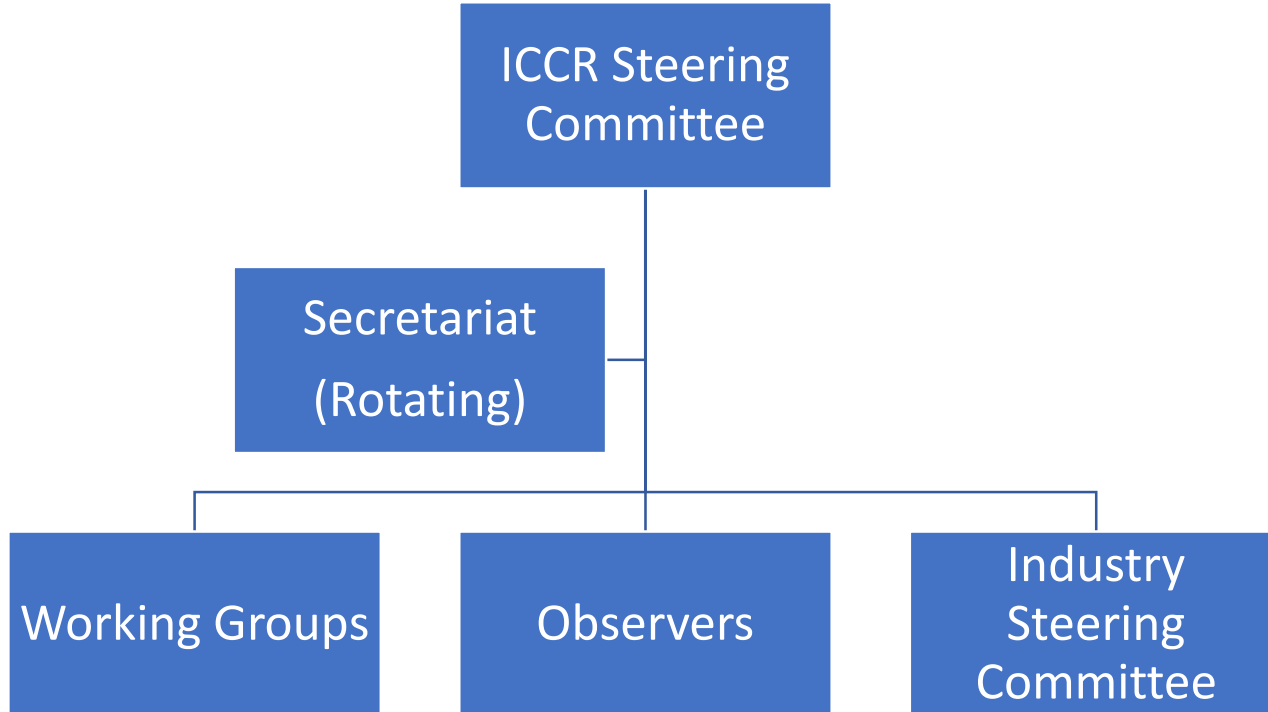 ICCR Steering
Committee
Secretariat
(Rotating)
Working Groups
Observers
Industry
Steering
Committee